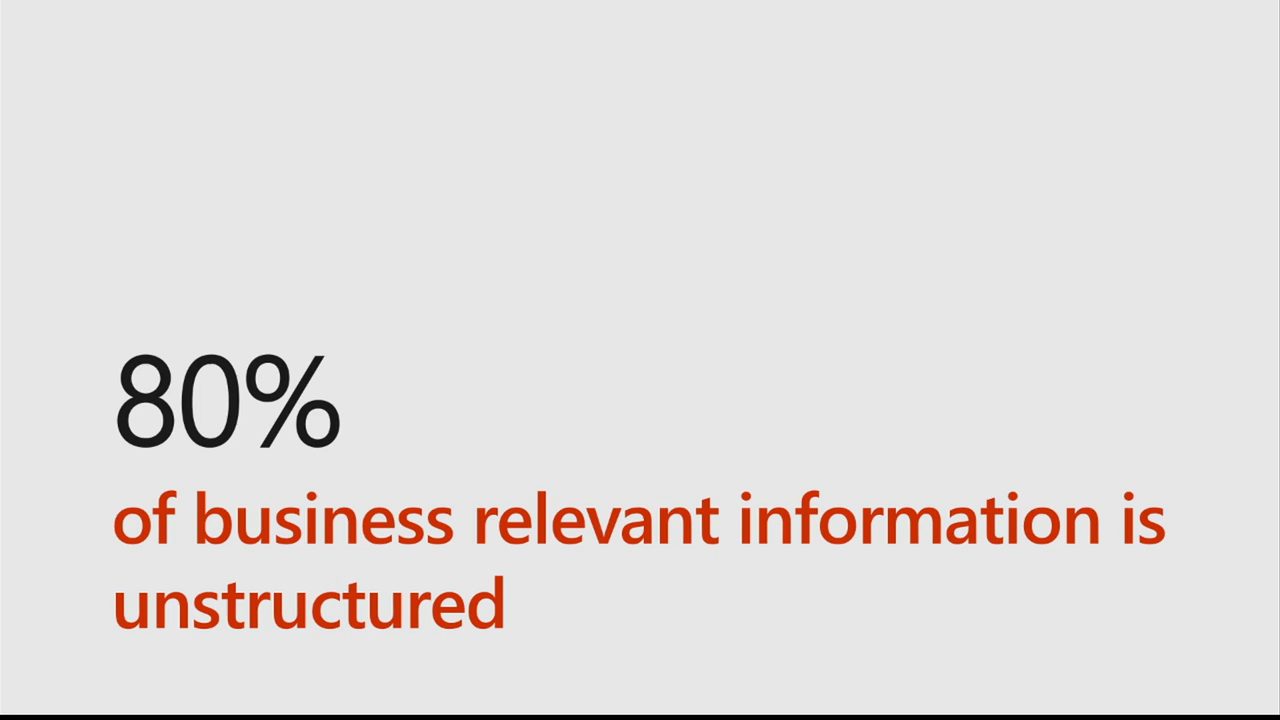 80%
of business relevant information is
unstructured